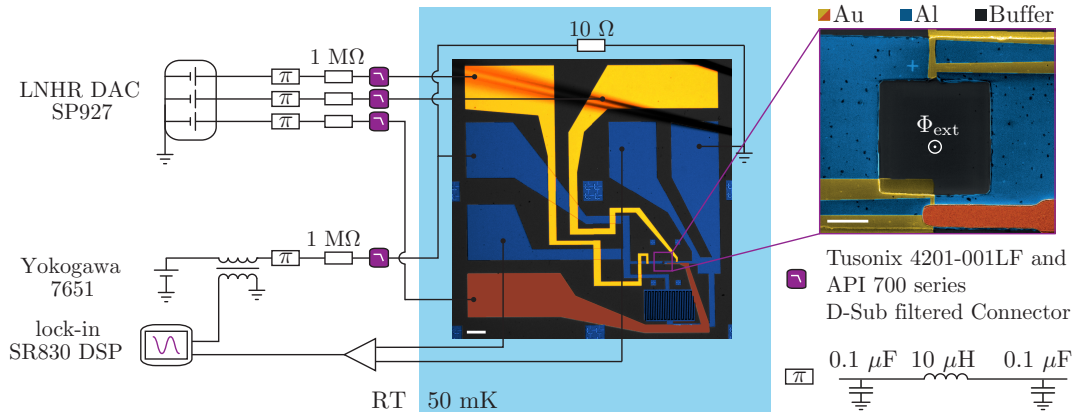 10 Ω
1 MΩ
π
π
π
LNHR DAC
SP927
1 MΩ
π
Yokogawa
7651
lock-in
SR830 DSP
RT
50 mK
Au
Al
Buffer
Φext
Tusonix 4201-001LF and
API 700 series
D-Sub filtered Connector
0.1 μF 10 μH 0.1 μF
π